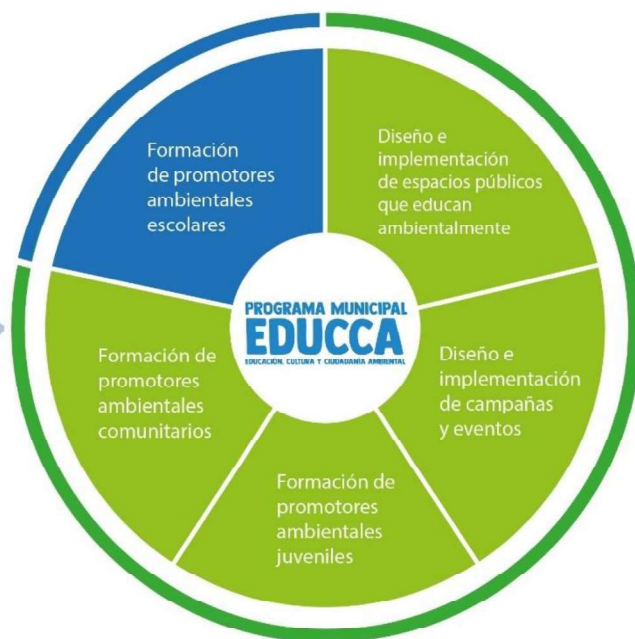 Formación
de promotores
ambientales
escolares
Diseño e
implementación
de espacios públicos
que educan
ambientalmente
PROGRAMA MUNICIPAL
EDUCCA
EDUCACIÓN, CULTURA Y CIUDADANÍA AMBIENTAL
Formación de
promotores
ambientales
comunitarios
Diseño e
implementación
de campañas
y eventos
Formación de
promotores
ambientales
juveniles